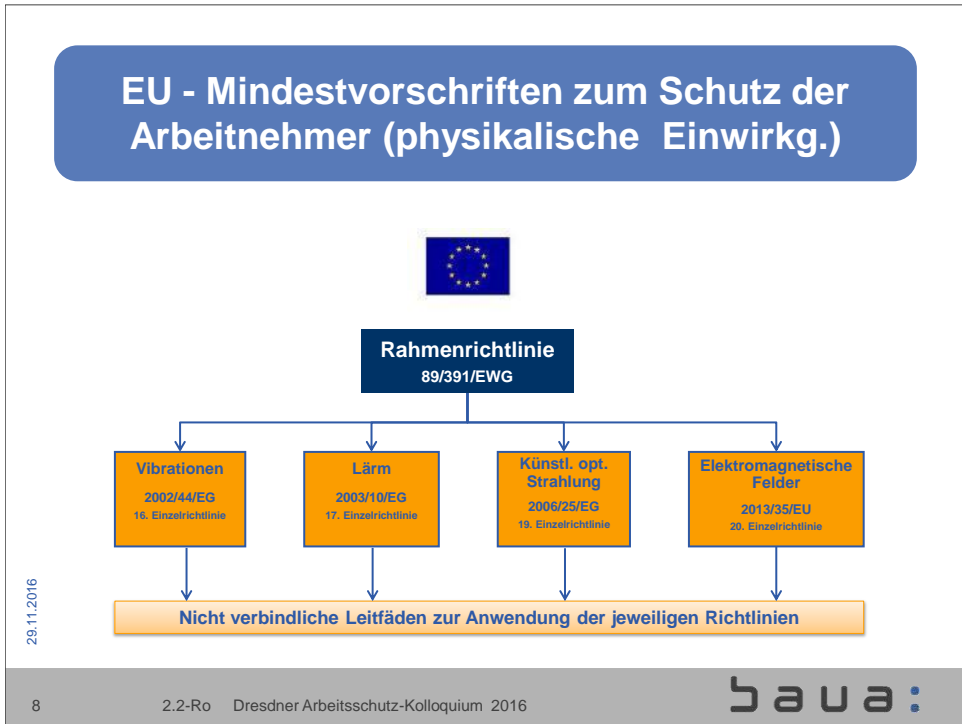 EU - Mindestvorschriften zum Schutz der
Arbeitnehmer (physikalische Einwirkg.)
Rahmenrichtlinie
89/391/EWG
Vibrationen
2002/44/EG
16. Einzelrichtlinie
Lärm
2003/10/EG
17. Einzelrichtlinie
Künstl. opt.
Strahlung
2006/25/EG
19. Einzelrichtlinie
Elektromagnetische
Felder
2013/35/EU
20. Einzelrichtlinie
Nicht verbindliche Leitfäden zur Anwendung der jeweiligen Richtlinien
29.11.2016
8 2.2-Ro Dresdner Arbeitsschutz-Kolloquium 2016
baua: